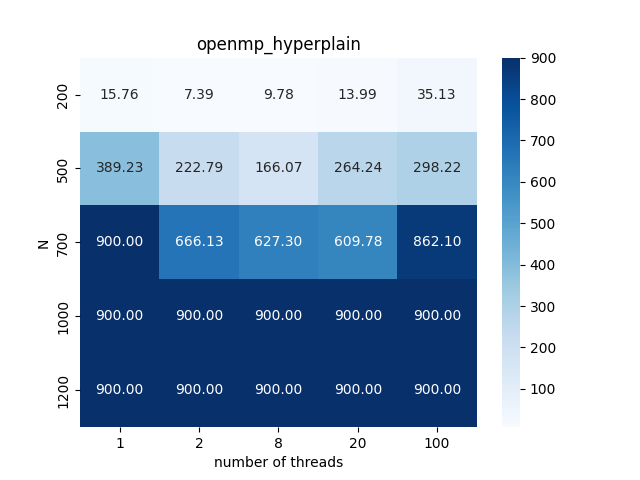 openmp_hyperplain
200 15.76 7.39 9.78 13.99 35.13
500 389.23 222.79 166.07 264.24 298.22
700 900.00 666.13 627.30 609.78 862.10
1000 900.00 900.00 900.00 900.00 900.00
1200 900.00 900.00 900.00 900.00 900.00
N
1 2 8 20 100
number of threads
900
800
700
600
500
400
300
200
100